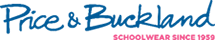 Price & Buckland
SCHOOLWEAR SINCE 1959